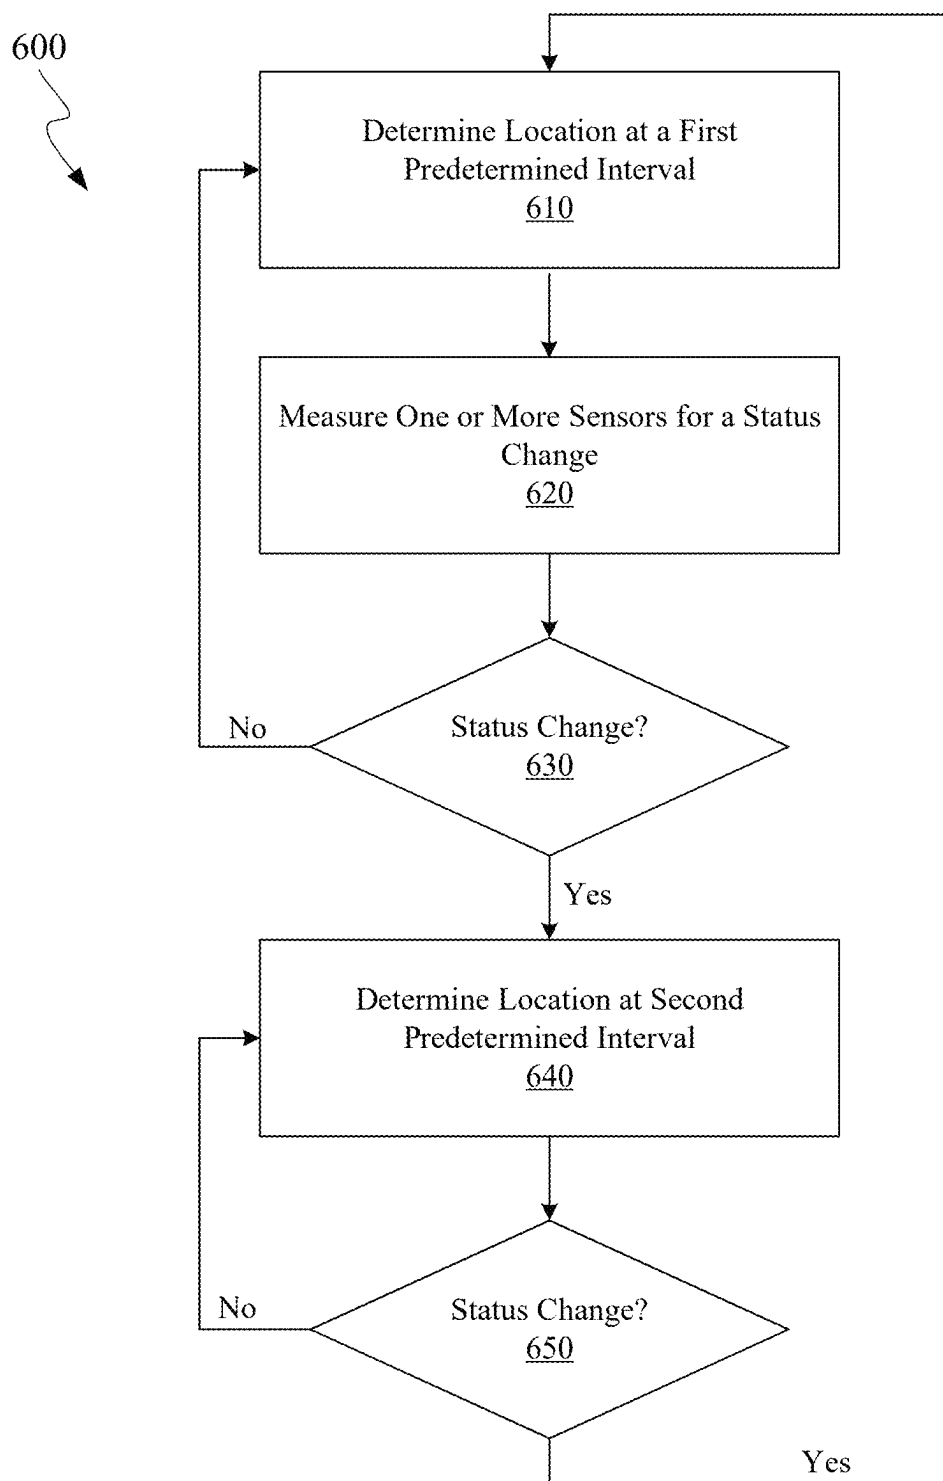 600
Determine Location at a First
Predetermined Interval
610
Measure One or More Sensors for a Status
Change
620
Status Change?
630
No
Yes
Determine Location at Second
Predetermined Interval
640
Status Change?
650
No
Yes